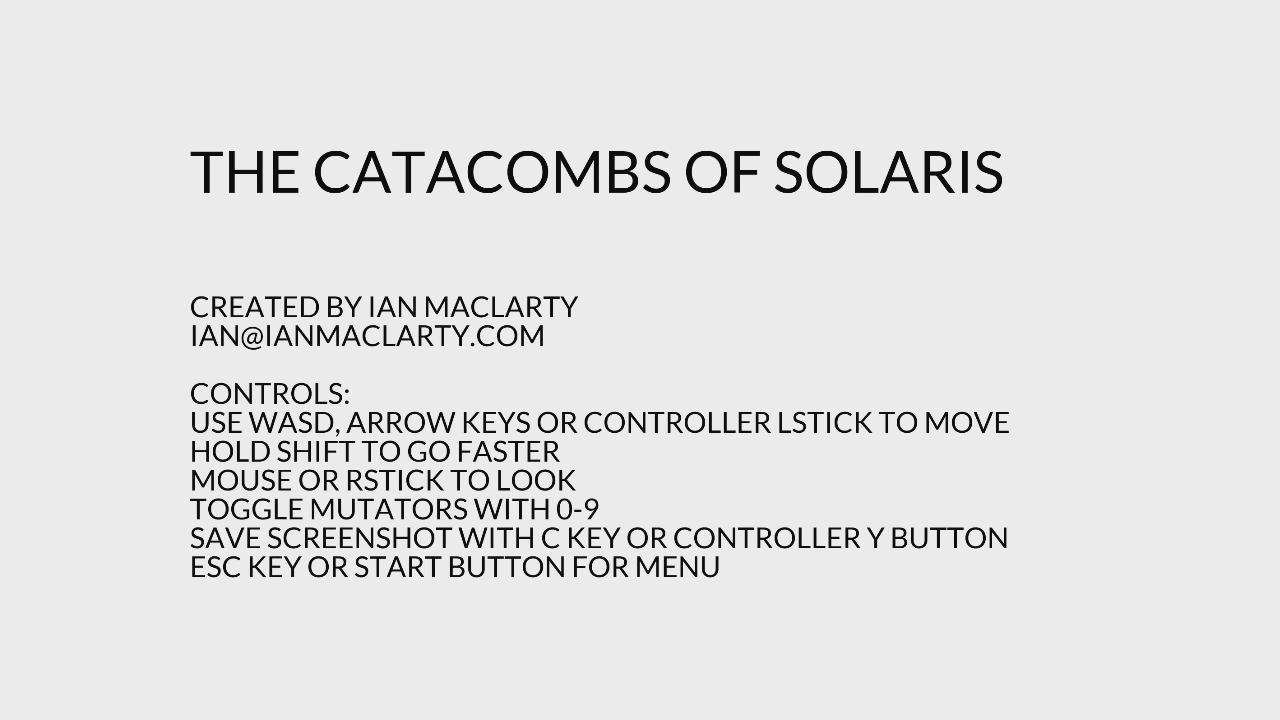 THE CATACOMBS OF SOLARIS
CREATED BY IAN MACLARTY
IAN@IANMACLARTY.COM
CONTROLS:
USE WASD, ARROW KEYS OR CONTROLLER LSTICK TO MOVE
HOLD SHIFT TO GO FASTER
MOUSE OR RSTICK TO LOOK
TOGGLE MUTATORS WITH 0-9
SAVE SCREENSHOT WITH C KEY OR CONTROLLER Y BUTTON
ESC KEY OR START BUTTON FOR MENU